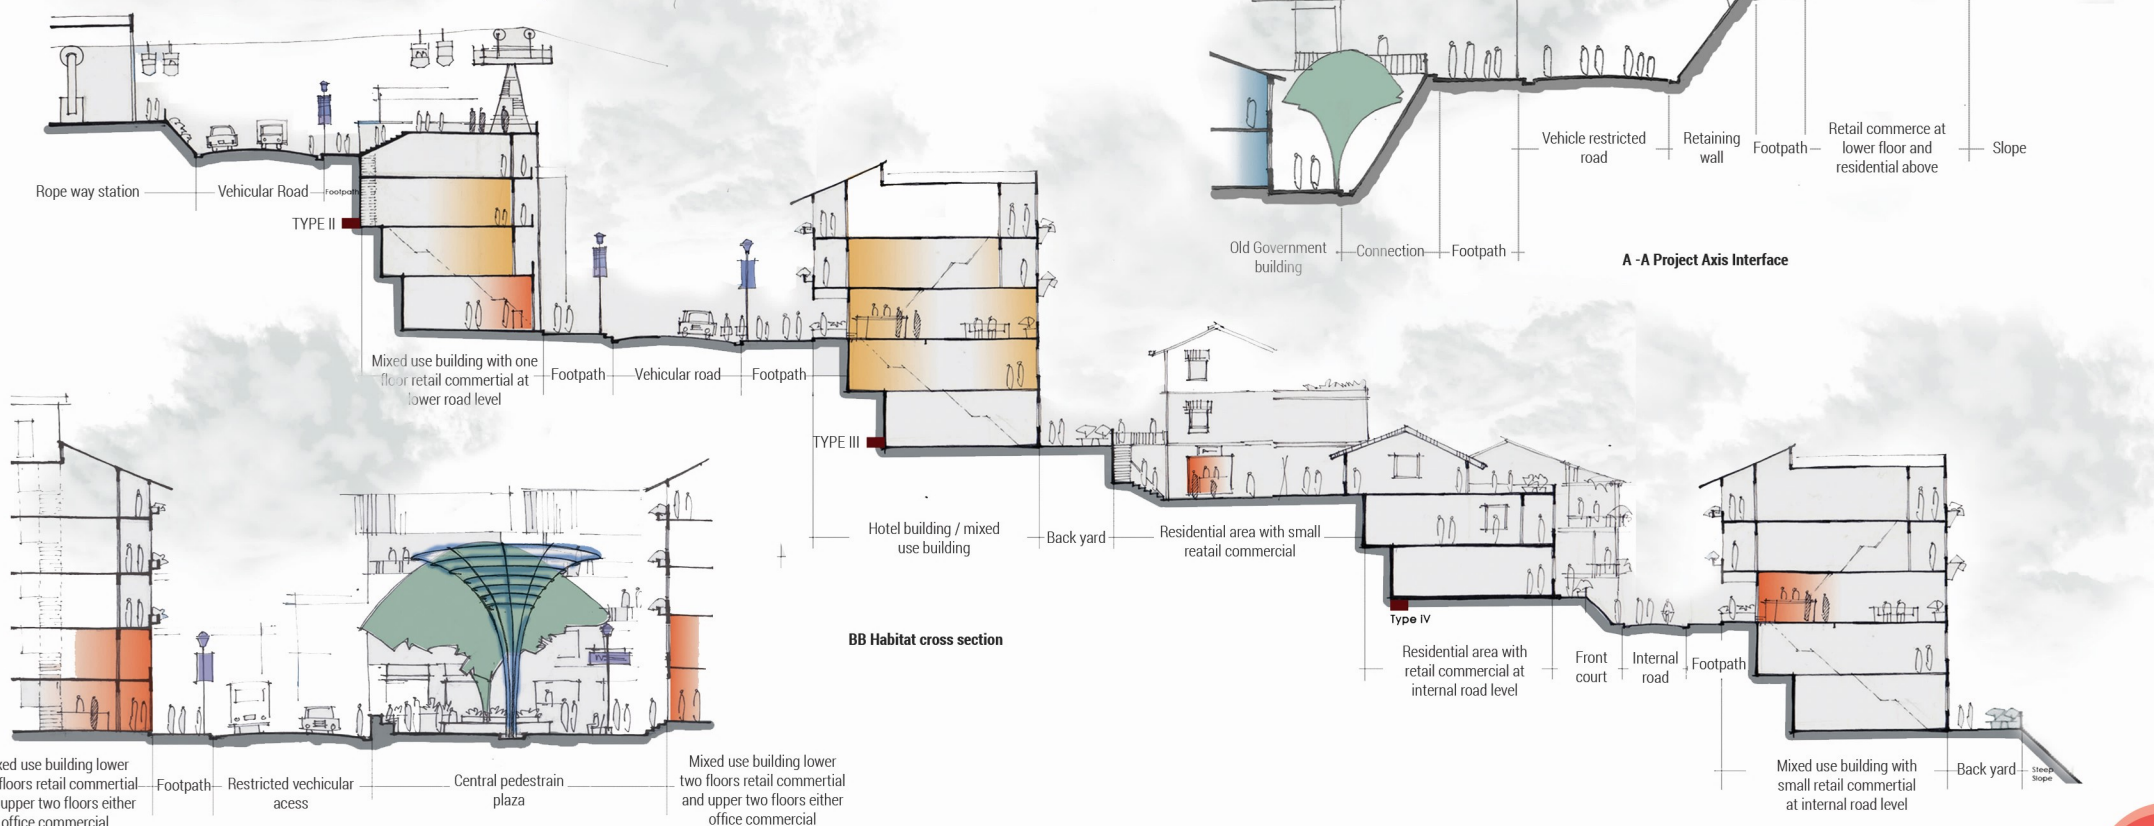 Rope way station
Vehicular Road
Footpath
TYPE II
Mixed use building with one
floor retail commertial at
lower road level
Footpath
Vehicular road
Footpath
TYPE III
Hotel building / mixed
use building
Back yard
Residential area with small
reatail commercial
Type IV
Residential area with
retail commercial at
internal road level
Front
court
Internal
road
Footpath
Mixed use building with
small retail commertial
at internal road level
Back yard
Steep
Slope
BB Habitat cross section
Old Government
building
Connection
Footpath
Vehicle restricted
road
Retaining
wall
Footpath
Retail commerce at
lower floor and
residential above
Slope
A -A Project Axis Interface
building lower
floors retail commertial
upper two floors either
office commercial
Footpath
Restricted vechicular
acess
Central pedestrain
plaza
Mixed use building lower
two floors retail commertial
and upper two floors either
office commercial